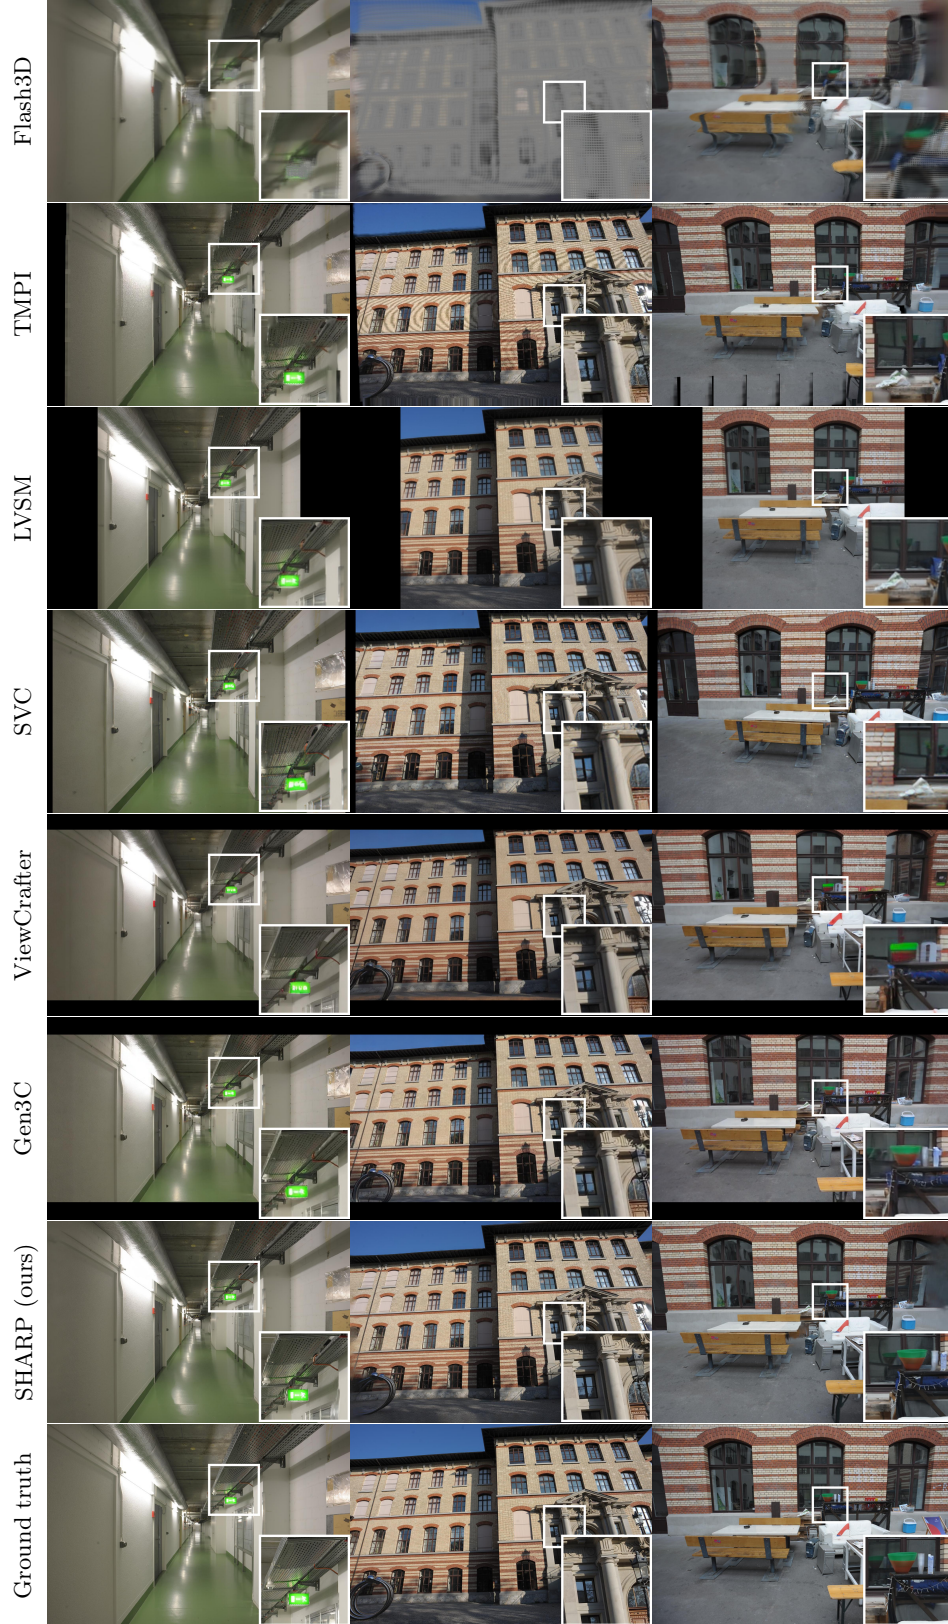 Flash3D
TMPI
LVSM
SVC
ViewCrafter
Gen3C
SHARP (ours)
Ground truth